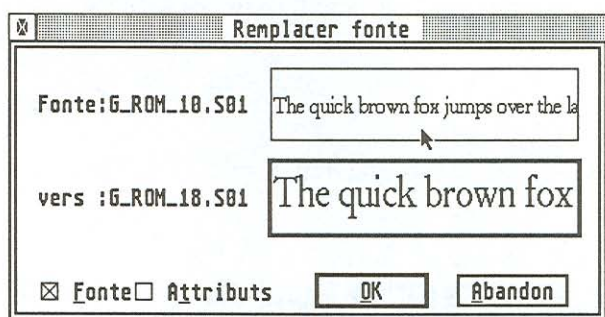 Remplacer fonte
Fonte:G_ROM_10.S01 The quick brown fox jumps over the la
vers :G_ROM_18.S01 The quick brown fox
Fonte Attributs OK Abandon